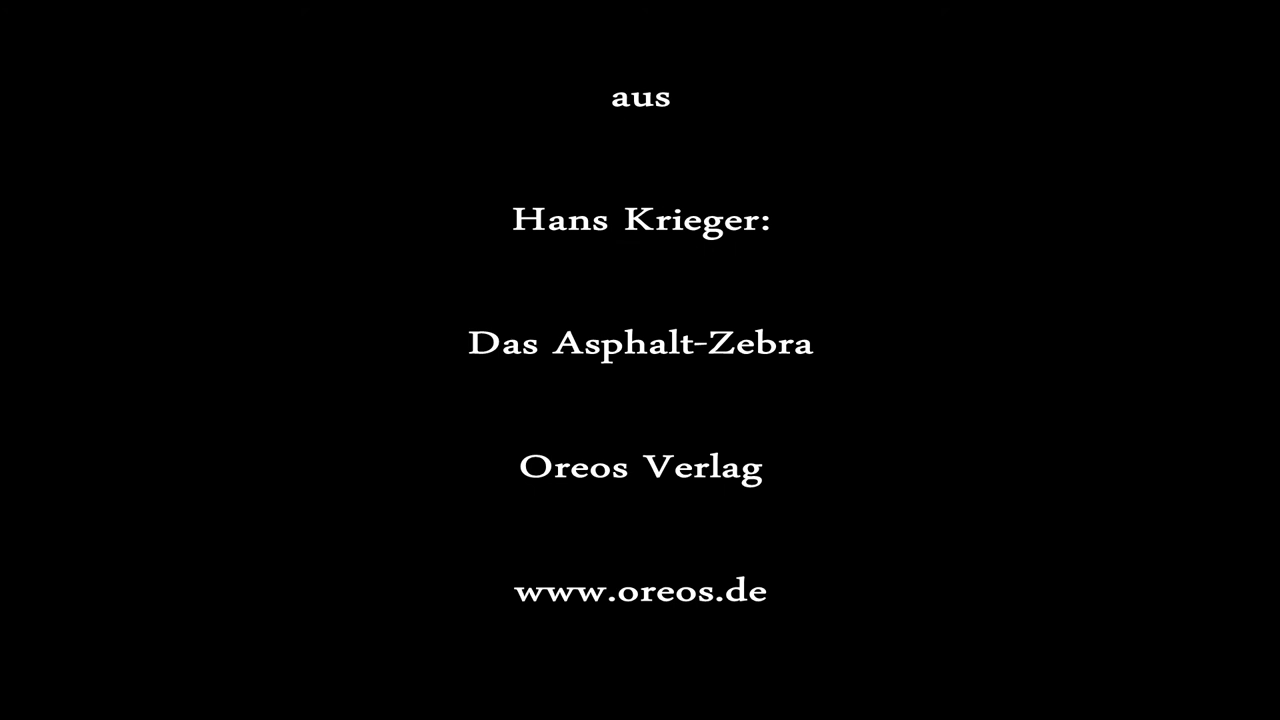 aus
Hans Krieger:
Das Asphalt-Zebra
Oreos Verlag
www.oreos.de